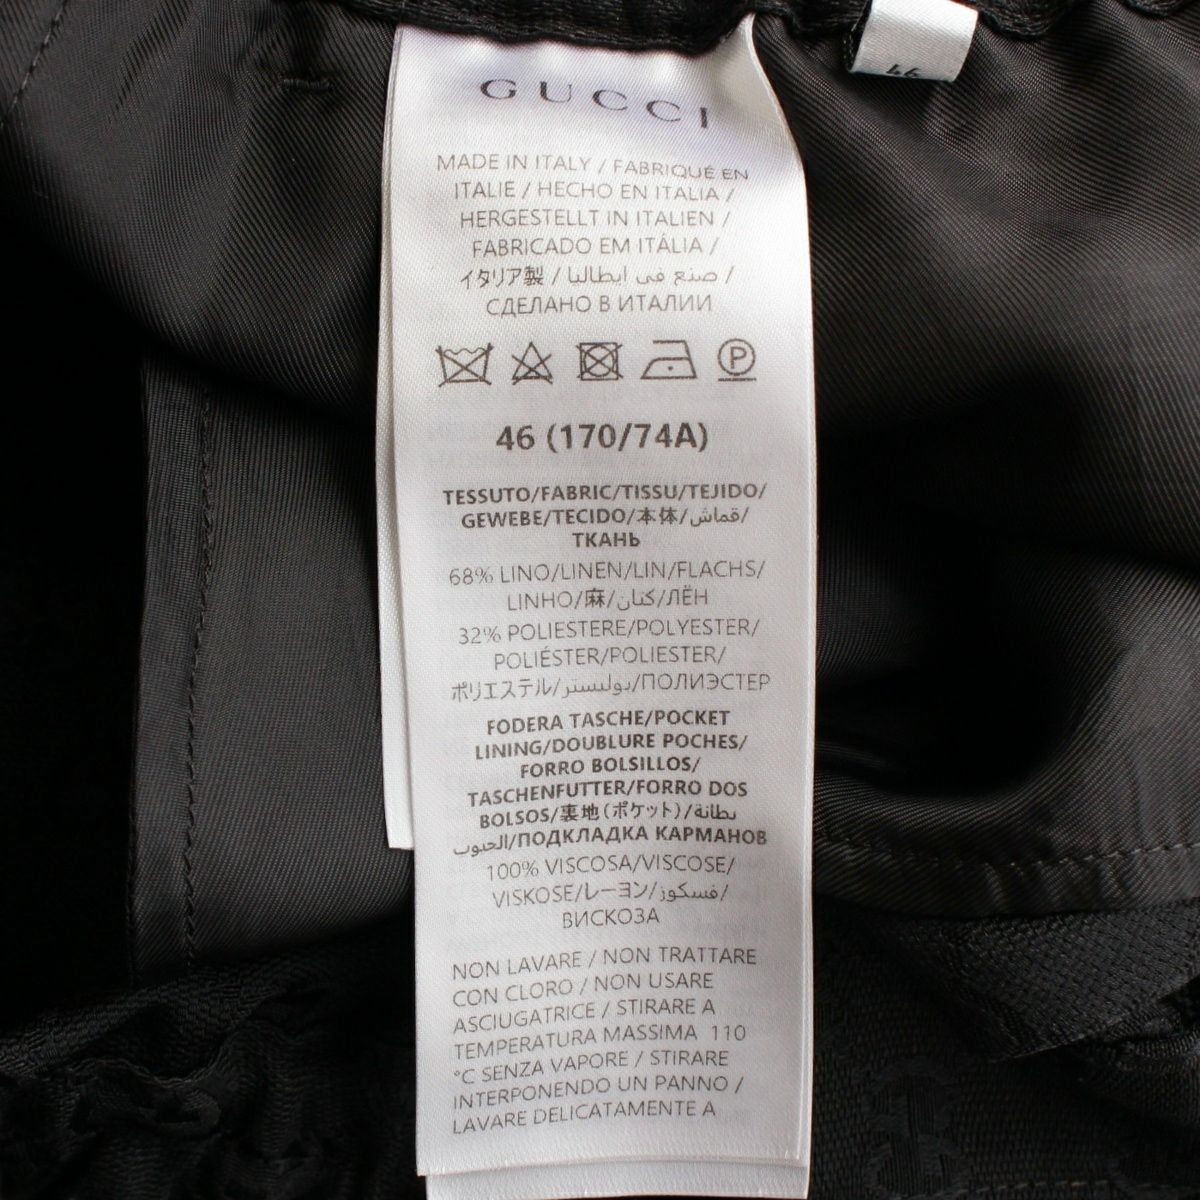 46
GUCCI
MADE IN ITALY / FABRIQUÉ EN
ITALIE / HECHO EN ITALIA /
HERGESTELLT IN ITALIEN /
FABRICADO EM ITÁLIA /
イタリア製 / صنع في ايطاليا /
СДЕЛАНО В ИТАЛИИ
P
46 (170/74A)
TESSUTO/FABRIC/TISSU/TEJIDO/
GEWEBE/TECIDO/本体/قماش/
ТКАНЬ
68% LINO/LINEN/LIN/FLACHS/
LINHO/麻/كتان/ЛЁН
32% POLIESTERE/POLYESTER/
POLIÉSTER/POLIESTER/
ポリエステル/بوليستر/ПОЛИЭСТЕР
FODERA TASCHE/POCKET
LINING/DOUBLURE POCHES/
FORRO BOLSILLOS/
TASCHENFUTTER/FORRO DOS
BOLSOS/裏地(ポケット)/بطانة
الجيوب/ПОДКЛАДКА КАРМАНОВ
100% VISCOSA/VISCOSE/
VISKOSE/レーヨン/فسكوز/
ВИСКОЗА
NON LAVARE / NON TRATTARE
CON CLORO / NON USARE
ASCIUGATRICE / STIRARE A
TEMPERATURA MASSIMA 110
°C SENZA VAPORE / STIRARE
INTERPONENDO UN PANNO /
LAVARE DELICATAMENTE A